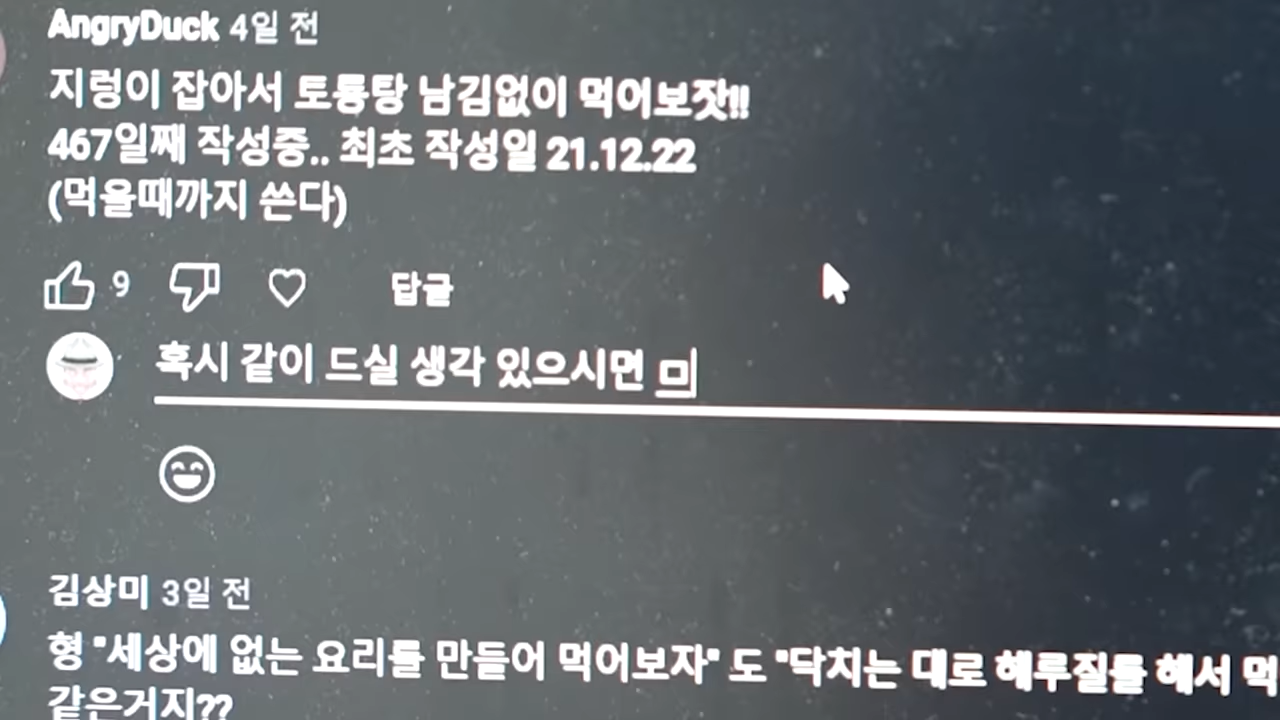 AngryDuck 4일 전
지렁이 잡아서 토룡탕 남김없이 먹어보잣!!
467일째 작성중.. 최초 작성일 21.12.22
(먹을때까지 쓴다)
9 답글
혹시 같이 드실 생각 있으시면 ㅁ
김상미 3일 전
형 "세상에 없는 요리를 만들어 먹어보자" 도 "닥치는 대로 해루질를 해서 먹
같은거지??